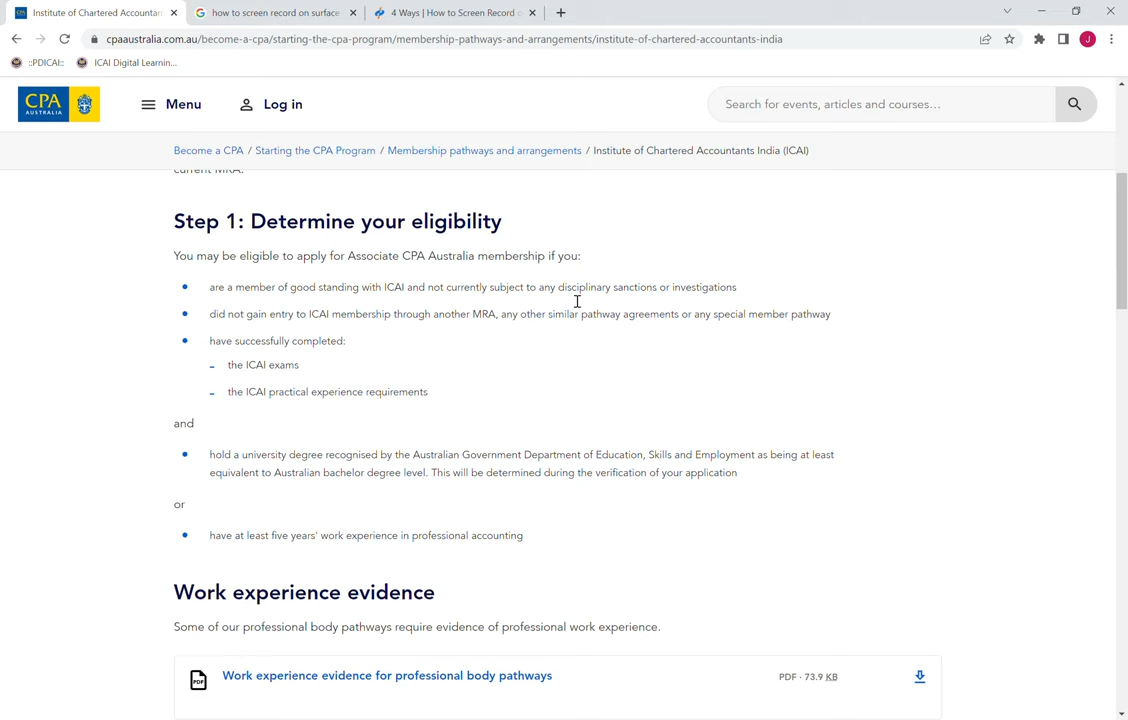 Institute of Chartered Accountan
how to screen record on surface
4 Ways | How to Screen Record o
cpaaustralia.com.au/become-a-cpa/starting-the-cpa-program/membership-pathways-and-arrangements/institute-of-chartered-accountants-india
J
::PDICAI::
ICAI Digital Learnin...
CPA
AUSTRALIA
Menu
Log in
Search for events, articles and courses...
Become a CPA / Starting the CPA Program / Membership pathways and arrangements / Institute of Chartered Accountants India (ICAI)
current MRA.
Step 1: Determine your eligibility
You may be eligible to apply for Associate CPA Australia membership if you:
are a member of good standing with ICAI and not currently subject to any disciplinary sanctions or investigations
did not gain entry to ICAI membership through another MRA, any other similar pathway agreements or any special member pathway
have successfully completed:
the ICAI exams
the ICAI practical experience requirements
and
hold a university degree recognised by the Australian Government Department of Education, Skills and Employment as being at least
equivalent to Australian bachelor degree level. This will be determined during the verification of your application
or
have at least five years' work experience in professional accounting
Work experience evidence
Some of our professional body pathways require evidence of professional work experience.
PDF
Work experience evidence for professional body pathways
PDF · 73.9 KB